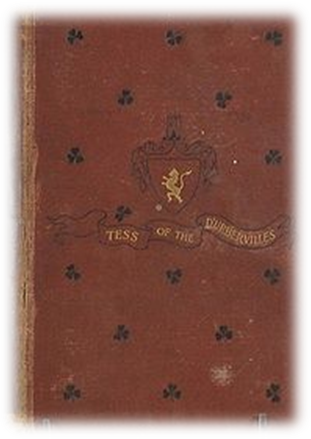 TESS OF THE D'URBERVILLES